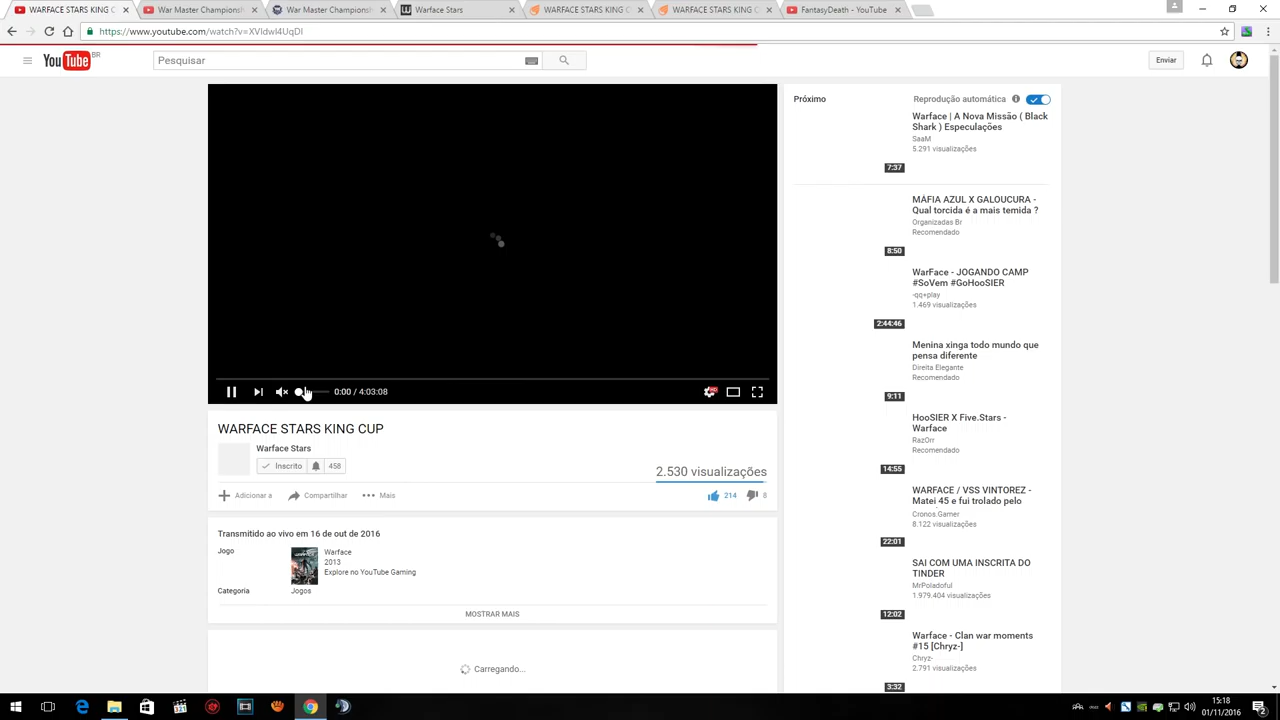 WARFACE STARS KING C
War Master Championsh
War Master Championsh
Warface Stars
WARFACE STARS KING C
WARFACE STARS KING C
FantasyDeath - YouTube
https://www.youtube.com/watch?v=XVIdwI4UqDI
YouTube BR
Pesquisar
Enviar
Próximo
Reprodução automática
Warface | A Nova Missão ( Black
Shark ) Especulações
SaaM
5.291 visualizações
7:37
MÁFIA AZUL X GALOUCURA -
Qual torcida é a mais temida ?
Organizadas Br
Recomendado
8:50
WarFace - JOGANDO CAMP
#SoVem #GoHooSIER
-qq+play
1.469 visualizações
2:44:46
Menina xinga todo mundo que
pensa diferente
Direita Elegante
Recomendado
9:11
HooSIER X Five.Stars -
Warface
RazOrr
Recomendado
14:55
WARFACE / VSS VINTOREZ -
Matei 45 e fui trolado pelo
Cronos.Gamer
8.122 visualizações
22:01
SAI COM UMA INSCRITA DO
TINDER
MrPoladoful
1.979.404 visualizações
12:02
Warface - Clan war moments
#15 [Chryz-]
Chryz-
2.791 visualizações
3:32
0:00 / 4:03:08
HD
WARFACE STARS KING CUP
Warface Stars
Inscrito 458
2.530 visualizações
Adicionar a Compartilhar Mais
214 8
Transmitido ao vivo em 16 de out de 2016
Jogo
Warface
2013
Explore no YouTube Gaming
Categoria Jogos
MOSTRAR MAIS
Carregando...
15:18
01/11/2016
2